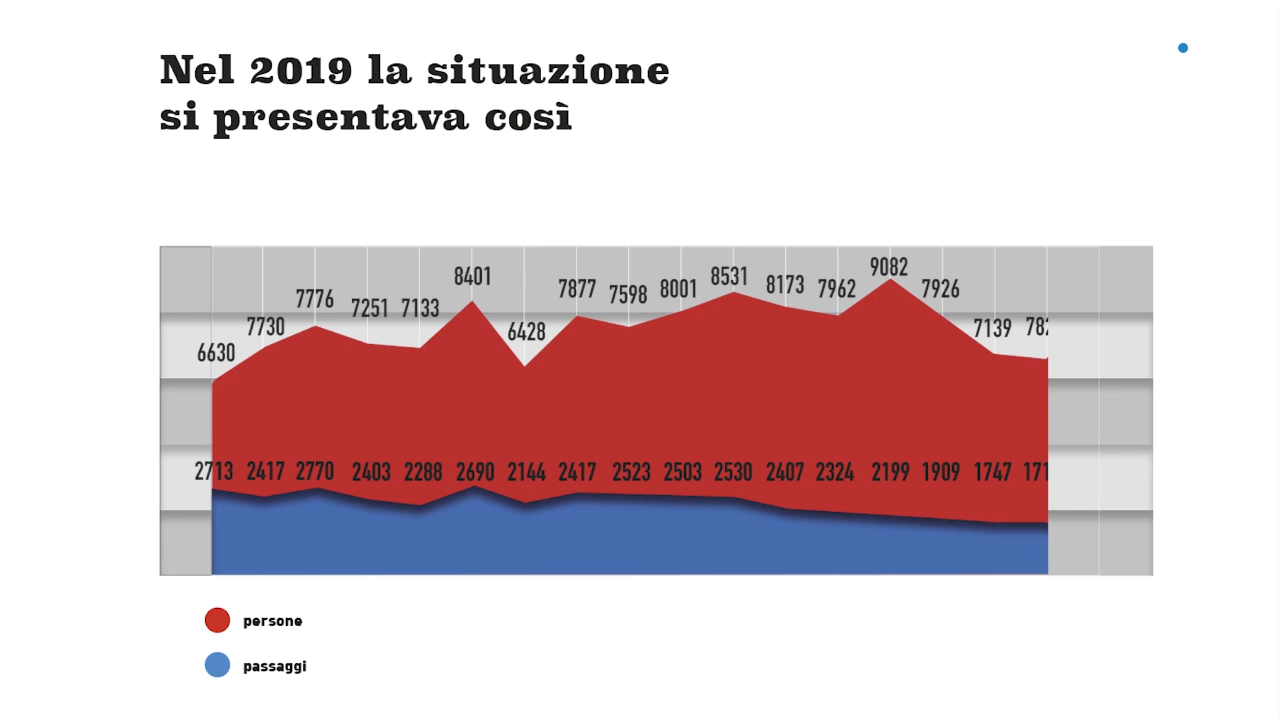 Nel 2019 la situazione
si presentava così
6630 7730 7776 7251 7133 8401 6428 7877 7598 8001 8531 8173 7962 9082 7926 7139
2713 2417 2770 2403 2288 2690 2144 2417 2523 2503 2530 2407 2324 2199 1909 1747
persone
passaggi